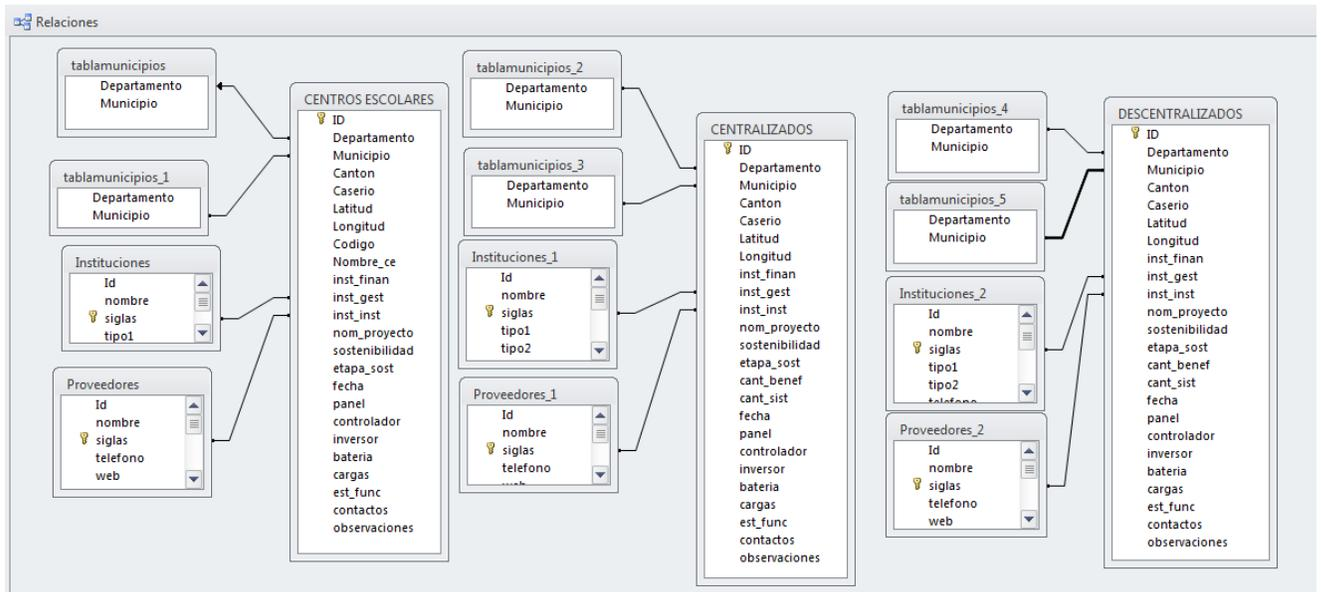 Relaciones
tablamunicipios
Departamento
Municipio
tablamunicipios_1
Departamento
Municipio
Instituciones
Id
nombre
siglas
tipo1
Proveedores
Id
nombre
siglas
telefono
web
CENTROS ESCOLARES
ID
Departamento
Municipio
Canton
Caserio
Latitud
Longitud
Codigo
Nombre_ce
inst_finan
inst_gest
inst_inst
nom_proyecto
sostenibilidad
etapa_sost
fecha
panel
controlador
inversor
bateria
cargas
est_func
contactos
observaciones
tablamunicipios_2
Departamento
Municipio
tablamunicipios_3
Departamento
Municipio
Instituciones_1
Id
nombre
siglas
tipo1
tipo2
Proveedores_1
Id
nombre
siglas
telefono
CENTRALIZADOS
ID
Departamento
Municipio
Canton
Caserio
Latitud
Longitud
inst_finan
inst_gest
inst_inst
nom_proyecto
sostenibilidad
etapa_sost
cant_benef
cant_sist
fecha
panel
controlador
inversor
bateria
cargas
est_func
contactos
observaciones
tablamunicipios_4
Departamento
Municipio
tablamunicipios_5
Departamento
Municipio
Instituciones_2
Id
nombre
siglas
tipo1
tipo2
telefono
Proveedores_2
Id
nombre
siglas
telefono
web
DESCENTRALIZADOS
ID
Departamento
Municipio
Canton
Caserio
Latitud
Longitud
inst_finan
inst_gest
inst_inst
nom_proyecto
sostenibilidad
etapa_sost
cant_benef
cant_sist
fecha
panel
controlador
inversor
bateria
cargas
est_func
contactos
observaciones